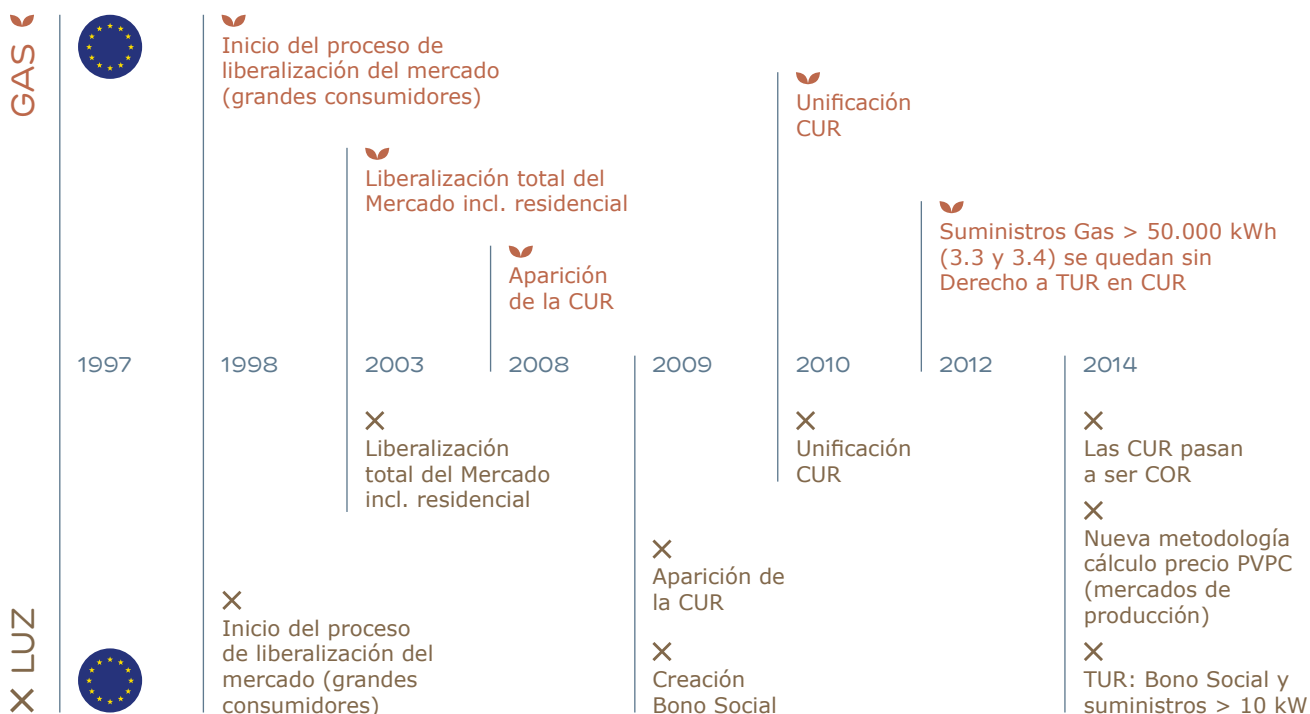 GAS
Inicio del proceso de
liberalización del mercado
(grandes consumidores)
Unificación
CUR
Liberalización total del
Mercado incl. residencial
Suministros Gas > 50.000 kWh
(3.3 y 3.4) se quedan sin
Derecho a TUR en CUR
Aparición
de la CUR
1997
1998
2003
2008
2009
2010
2012
2014
Liberalización
total del Mercado
incl. residencial
Unificación
CUR
Las CUR pasan
a ser COR
Nueva metodología
cálculo precio PVPC
(mercados de
producción)
Aparición de
la CUR
LUZ
Inicio del proceso
de liberalización del
mercado (grandes
consumidores)
Creación
Bono Social
TUR: Bono Social y
suministros > 10 kW